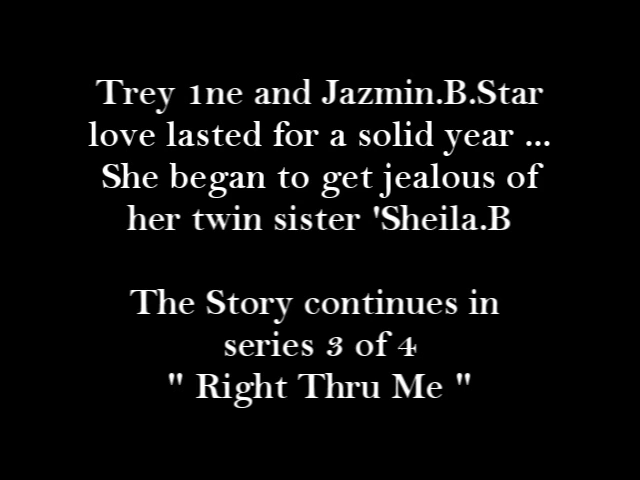 Trey 1ne and Jazmin.B.Star
love lasted for a solid year ...
She began to get jealous of
her twin sister 'Sheila.B
The Story continues in
series 3 of 4
" Right Thru Me "